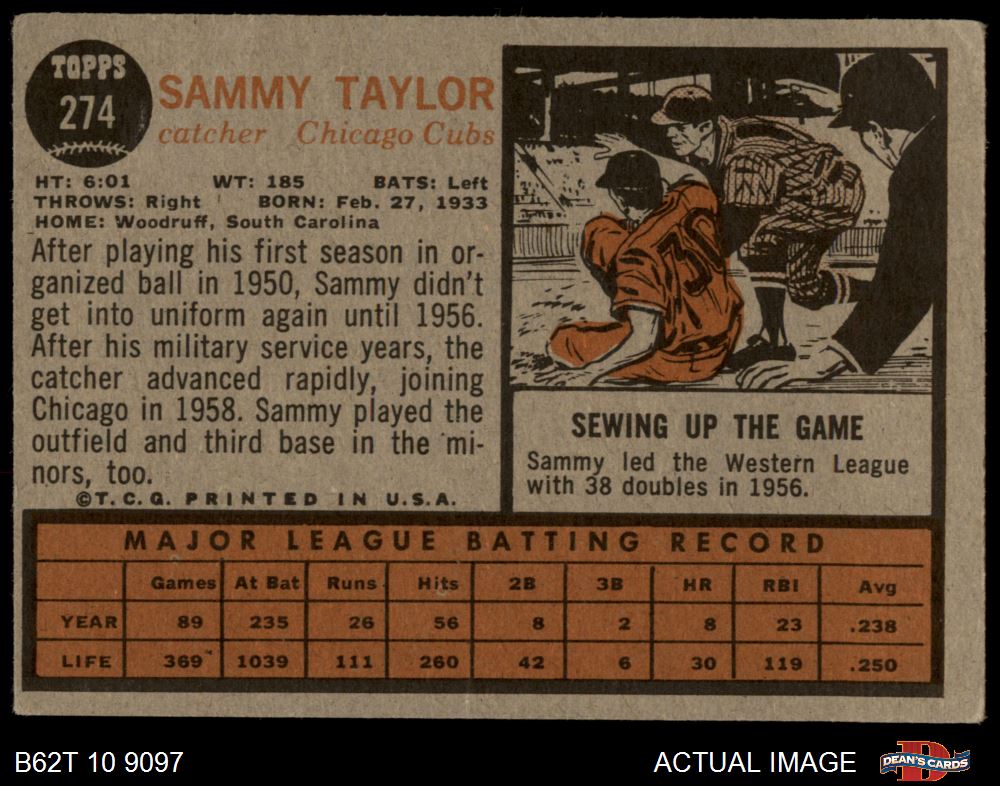 TOPPS
274
SAMMY TAYLOR
catcher Chicago Cubs
HT: 6:01 WT: 185 BATS: Left
THROWS: Right BORN: Feb. 27, 1933
HOME: Woodruff, South Carolina
After playing his first season in or-
ganized ball in 1950, Sammy didn't
get into uniform again until 1956.
After his military service years, the
catcher advanced rapidly, joining
Chicago in 1958. Sammy played the
outfield and third base in the mi-
nors, too.
©T.C.G. PRINTED IN U.S.A.
SEWING UP THE GAME
Sammy led the Western League
with 38 doubles in 1956.
MAJOR LEAGUE BATTING RECORD
Games At Bat Runs Hits 2B 3B HR RBI Avg
YEAR 89 235 26 56 8 2 8 23 .238
LIFE 369 1039 111 260 42 6 30 119 .250
B62T 10 9097 ACTUAL IMAGE DEAN'S CARDS